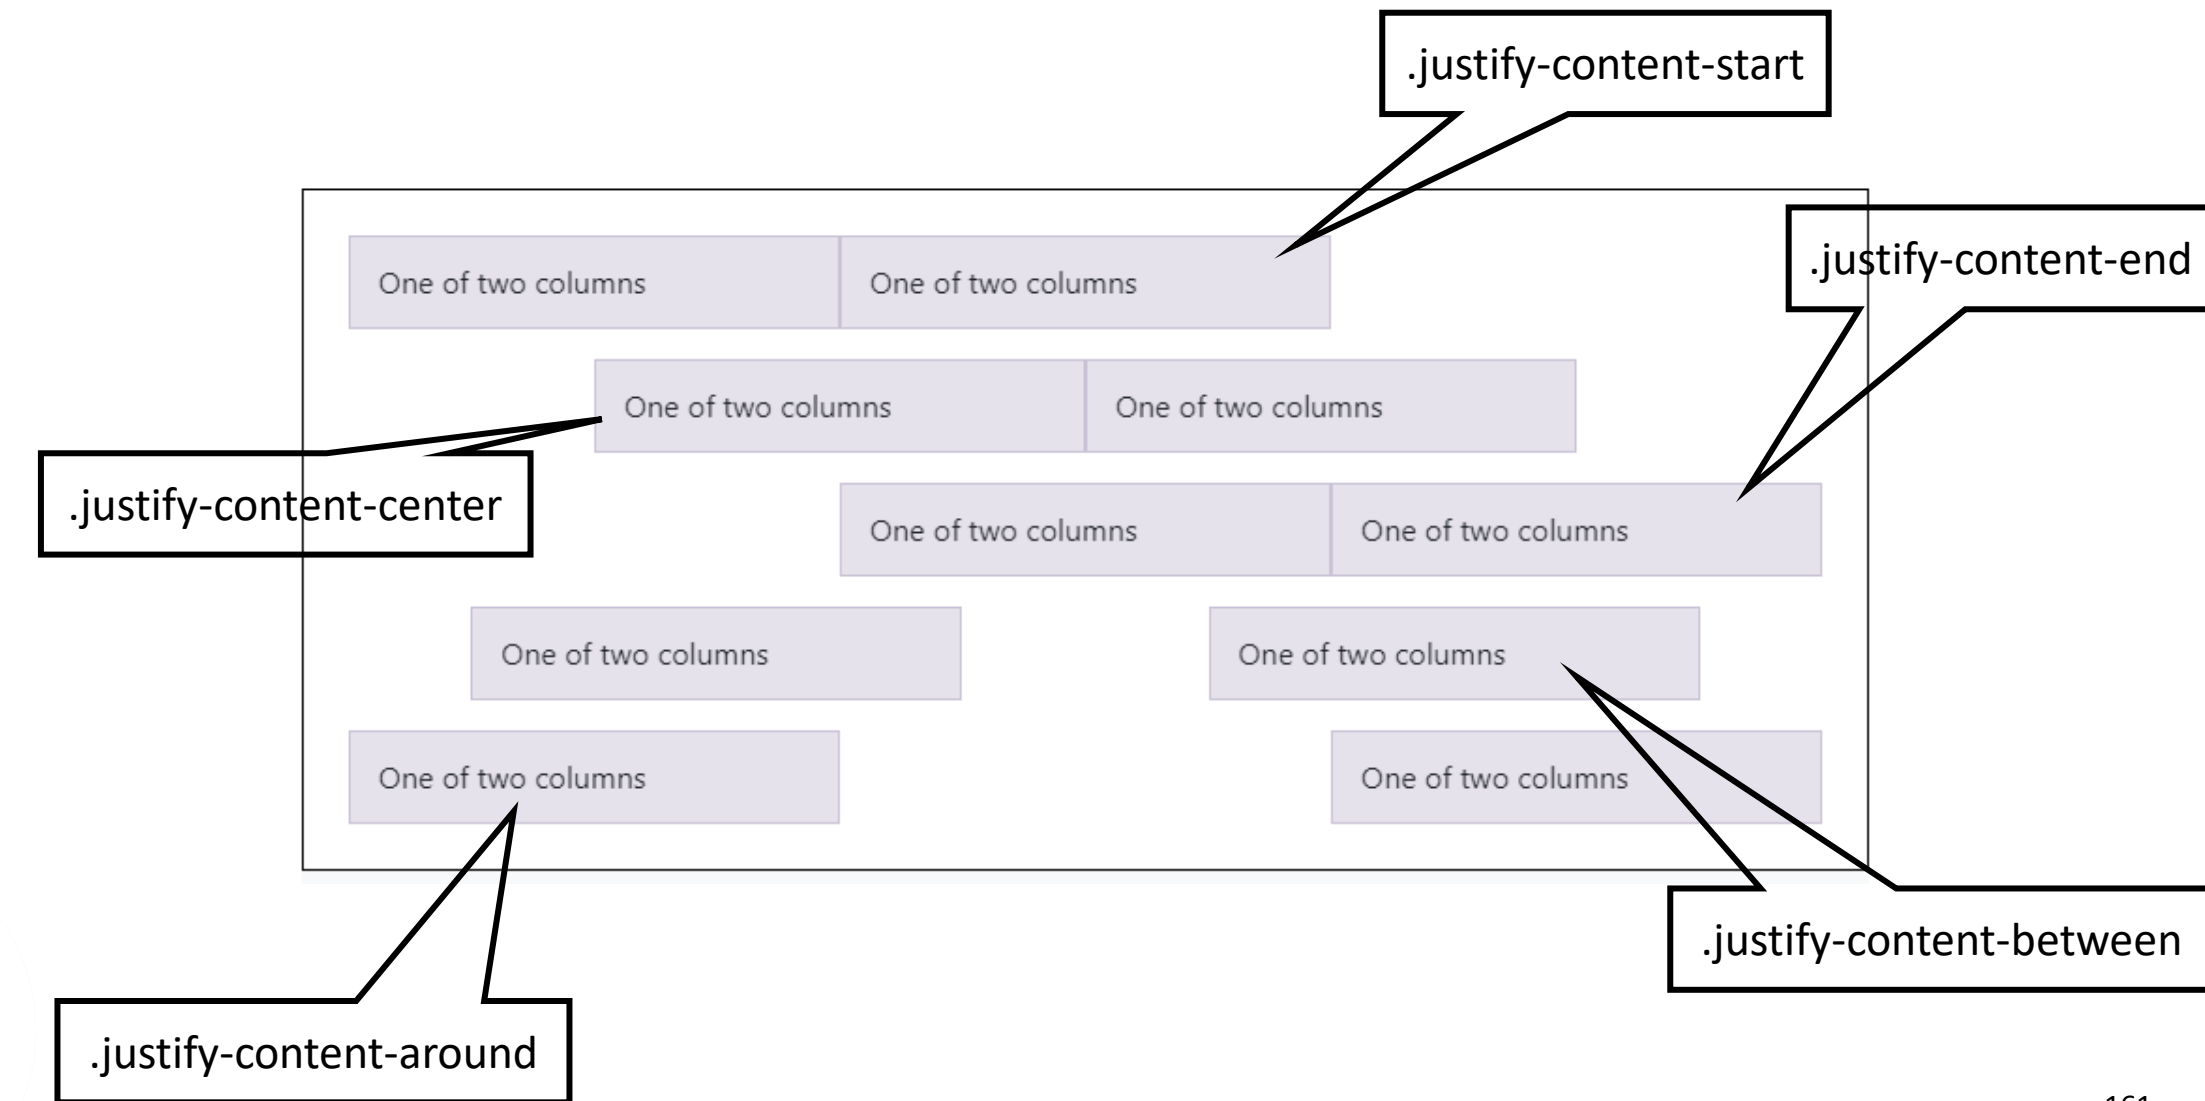 .justify-content-start
.justify-content-end
One of two columns One of two columns
One of two columns One of two columns
.justify-content-center
One of two columns One of two columns
One of two columns One of two columns
One of two columns One of two columns
.justify-content-between
.justify-content-around
161